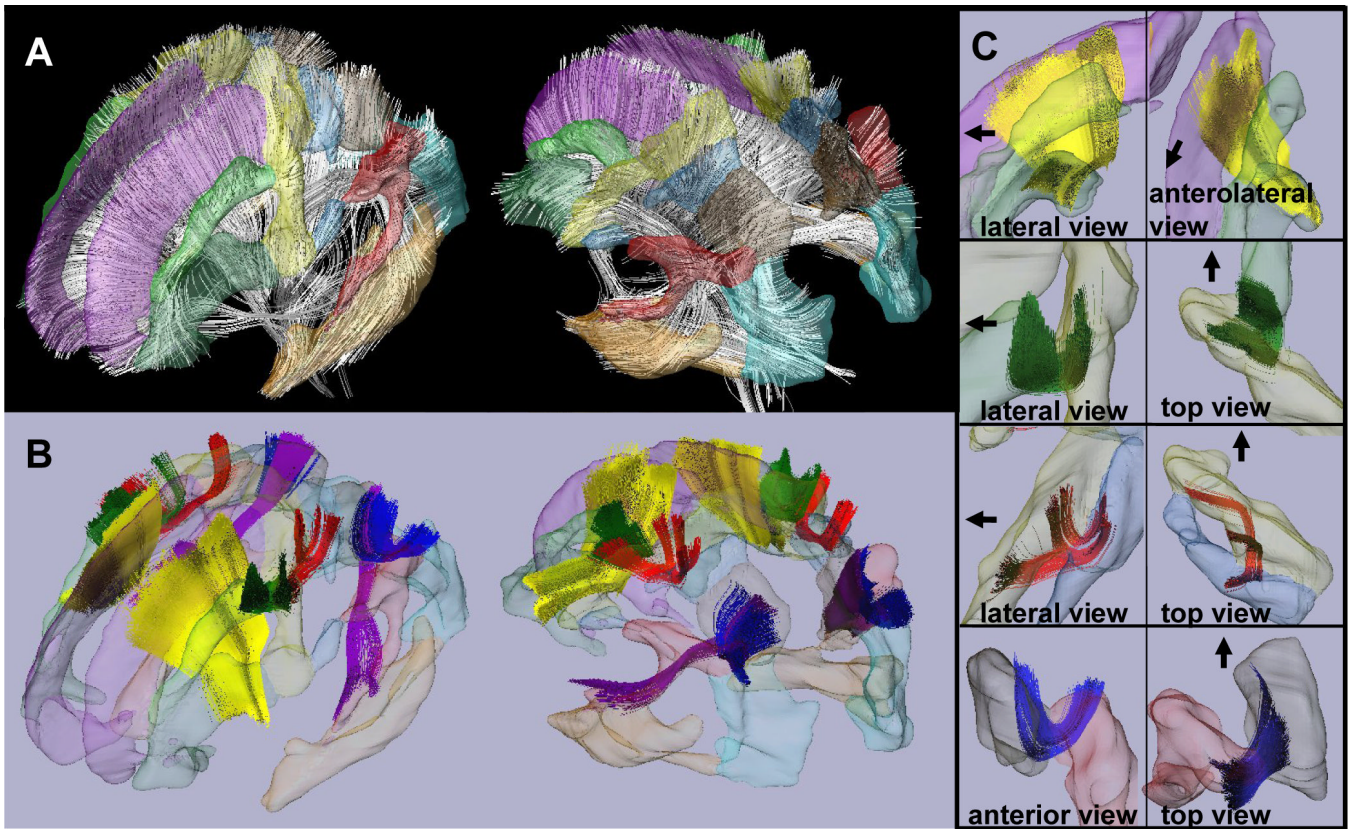 A
B
C
lateral view
anterolateral
view
lateral view
top view
lateral view
top view
anterior view
top view